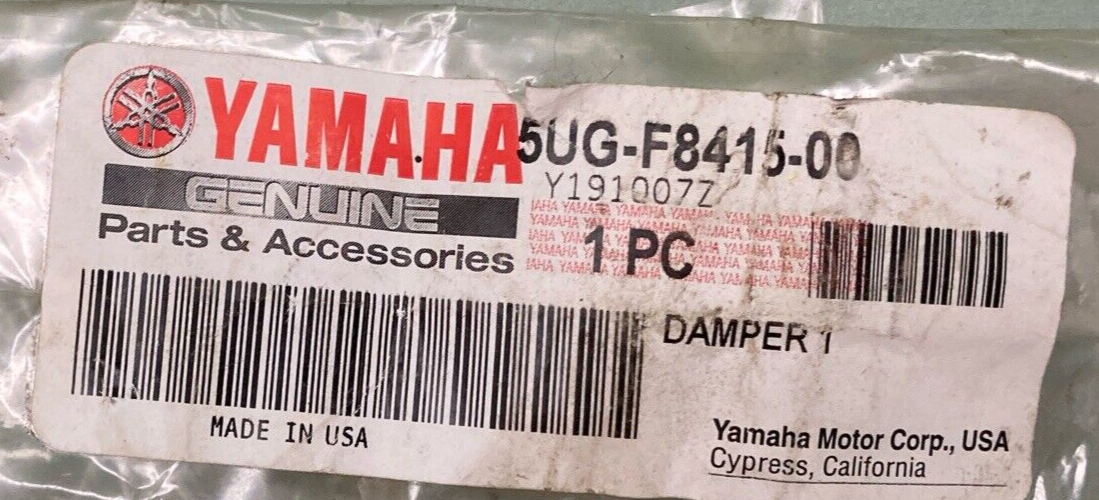 YAMAHA
GENUINE
Parts & Accessories
5UG-F8415-00
Y191007Z
1 PC
DAMPER 1
MADE IN USA
Yamaha Motor Corp., USA
Cypress, California